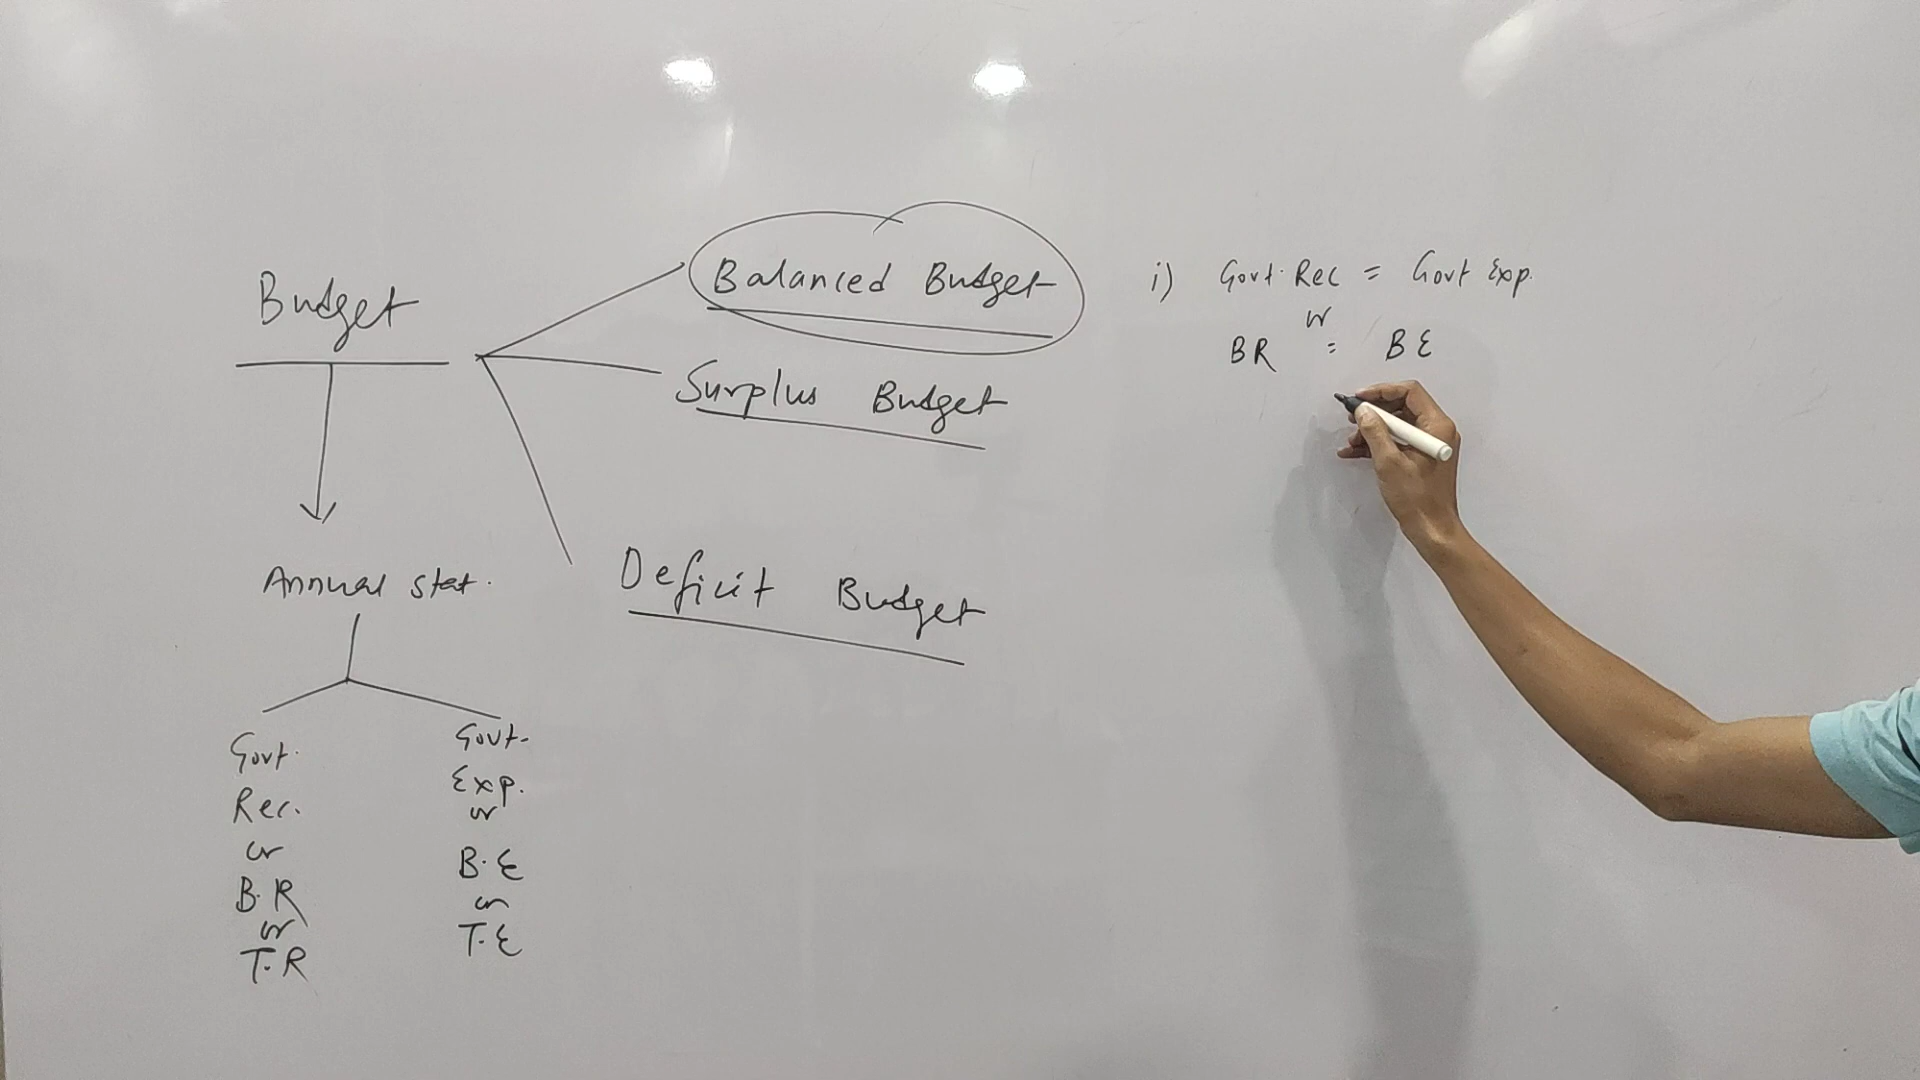 Budget
Annual stat.
Govt.
Rec.
or
B.R
or
T.R
Govt.
Exp.
or
B.E
or
T.E
Balanced Budget
Surplus Budget
Deficit Budget
i) Govt. Rec = Govt Exp.
or
BR = BE